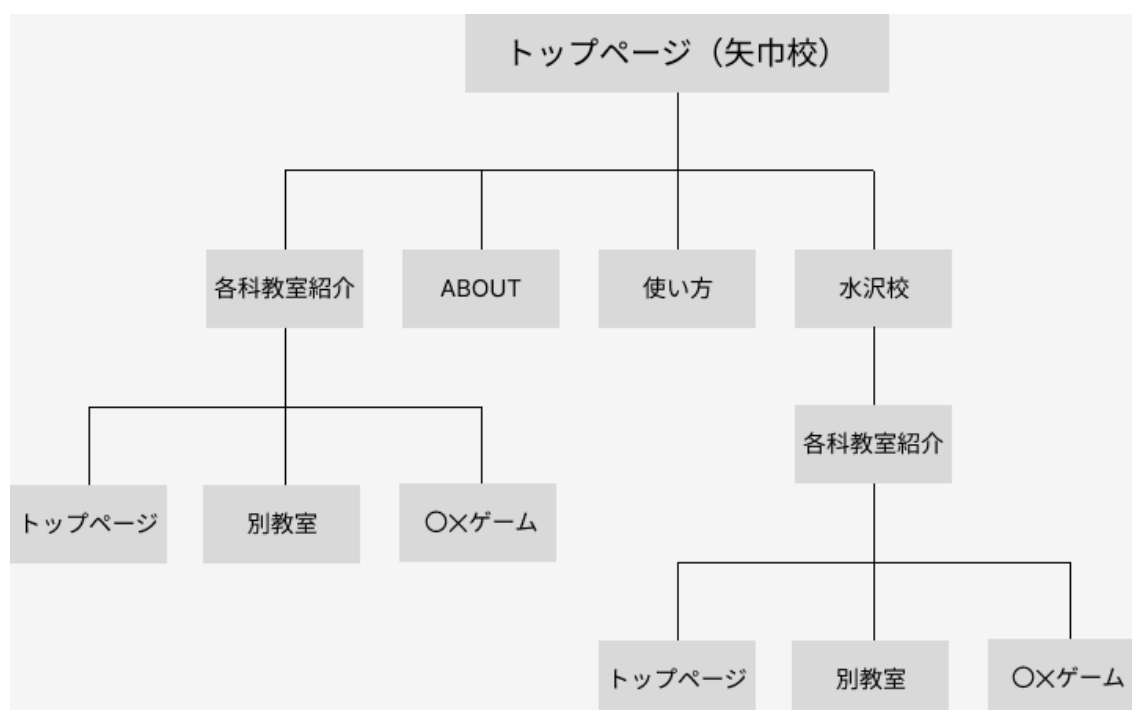 トップページ（矢巾校）
各科教室紹介
ABOUT
使い方
水沢校
各科教室紹介
トップページ
別教室
〇✕ゲーム
トップページ
別教室
〇✕ゲーム